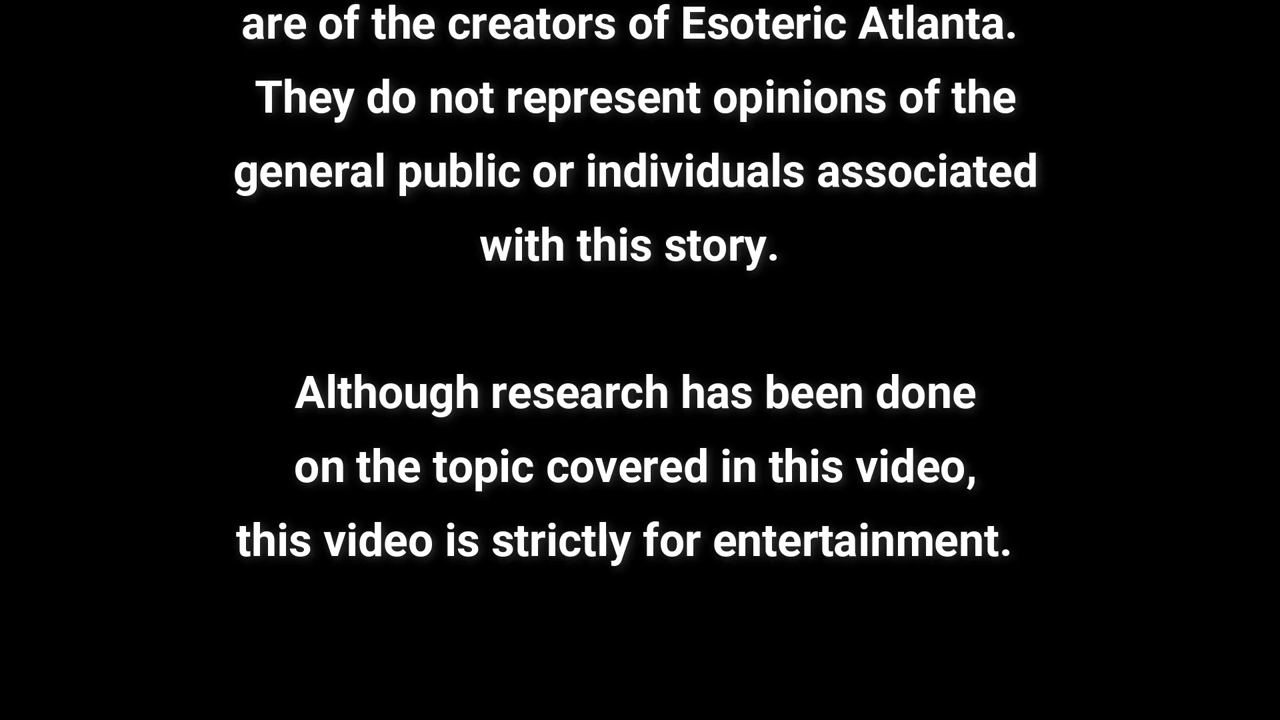 are of the creators of Esoteric Atlanta.
They do not represent opinions of the
general public or individuals associated
with this story.
Although research has been done
on the topic covered in this video,
this video is strictly for entertainment.